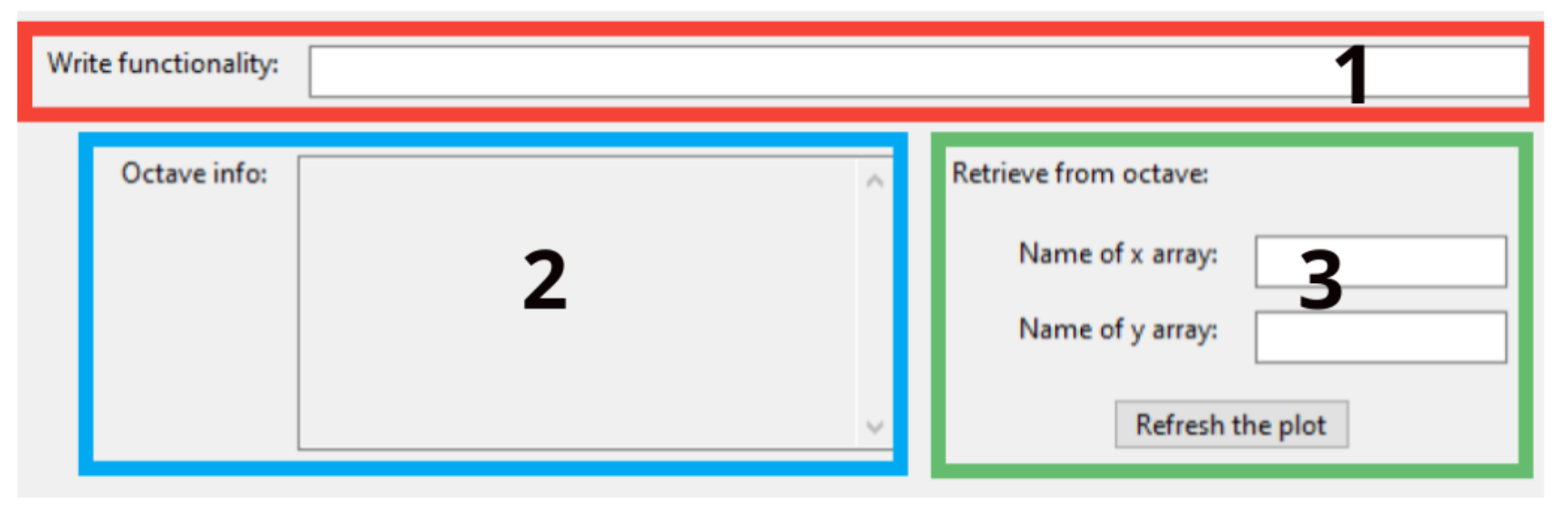 Write functionality:
1
Octave info:
2
Retrieve from octave:
Name of x array:
3
Name of y array:
Refresh the plot